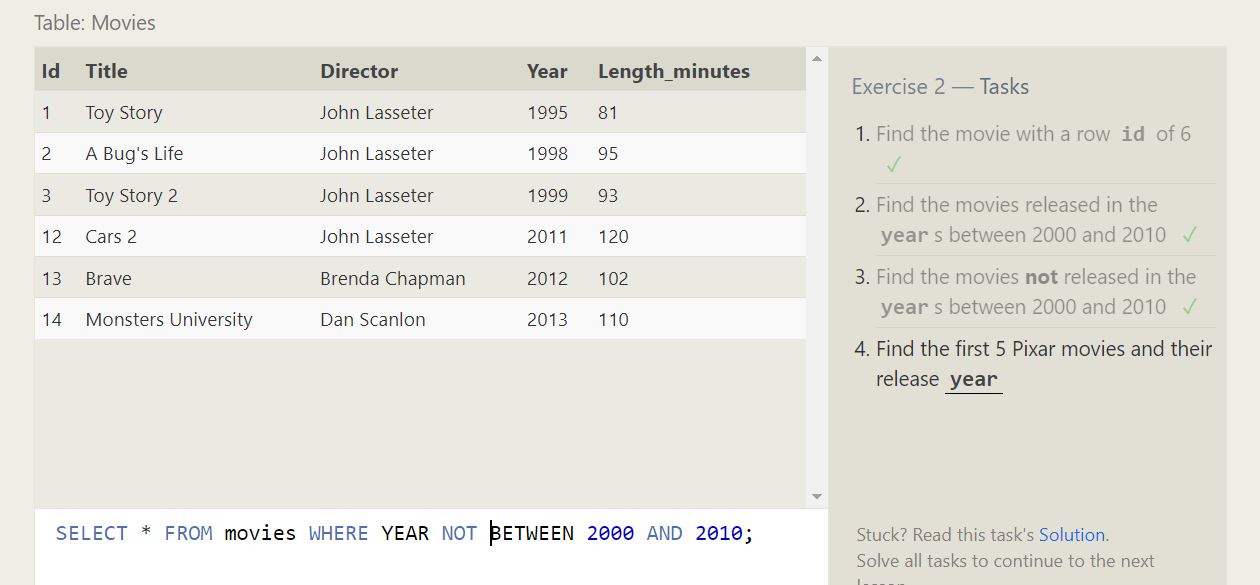 Table: Movies
Id Title Director Year Length_minutes
1 Toy Story John Lasseter 1995 81
2 A Bug's Life John Lasseter 1998 95
3 Toy Story 2 John Lasseter 1999 93
12 Cars 2 John Lasseter 2011 120
13 Brave Brenda Chapman 2012 102
14 Monsters University Dan Scanlon 2013 110
SELECT * FROM movies WHERE YEAR NOT BETWEEN 2000 AND 2010;
Exercise 2 — Tasks
1. Find the movie with a row id of 6
✓
2. Find the movies released in the
year s between 2000 and 2010 ✓
3. Find the movies not released in the
year s between 2000 and 2010 ✓
4. Find the first 5 Pixar movies and their
release year
Stuck? Read this task's Solution.
Solve all tasks to continue to the next